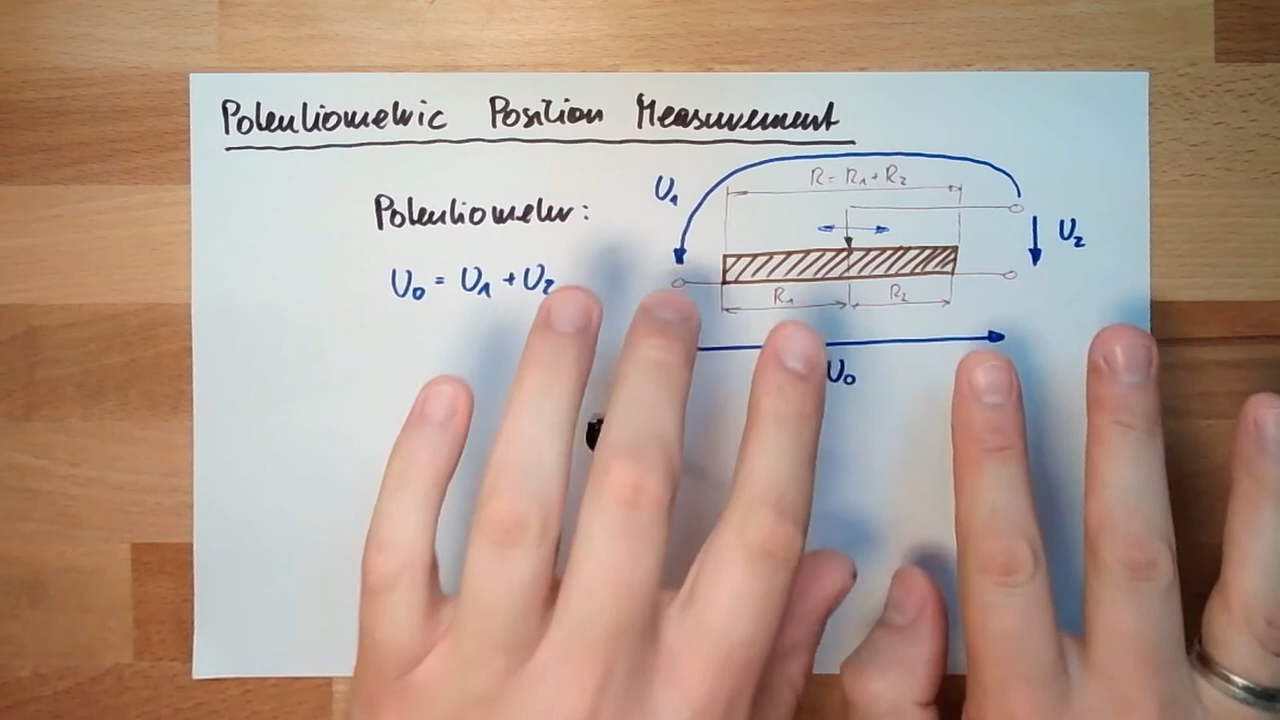 Potentiometric Position Measurement
U₁
R = R₁ + R₂
Potentiometer:
U₂
U₀ = U₁ + U₂
R₁
R₂
U₀